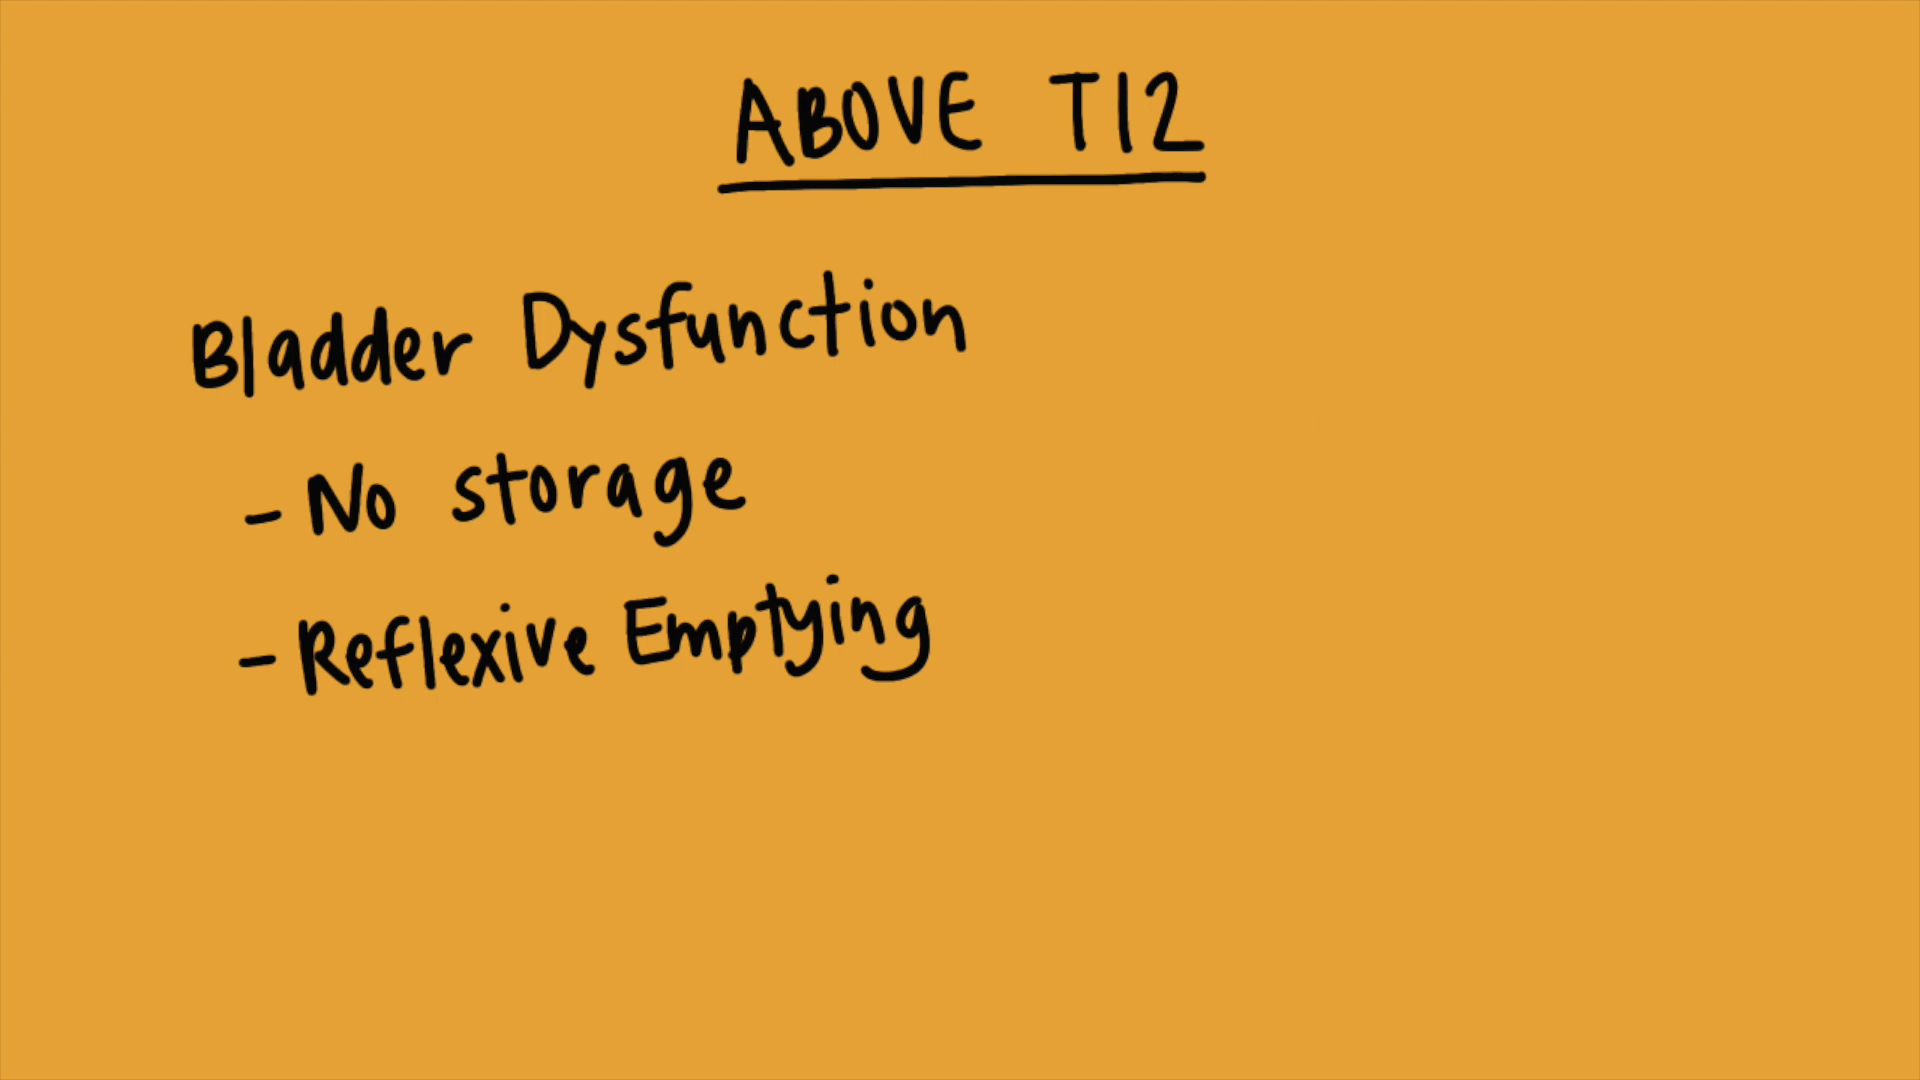 ABOVE T12
Bladder Dysfunction
- No storage
- Reflexive Emptying